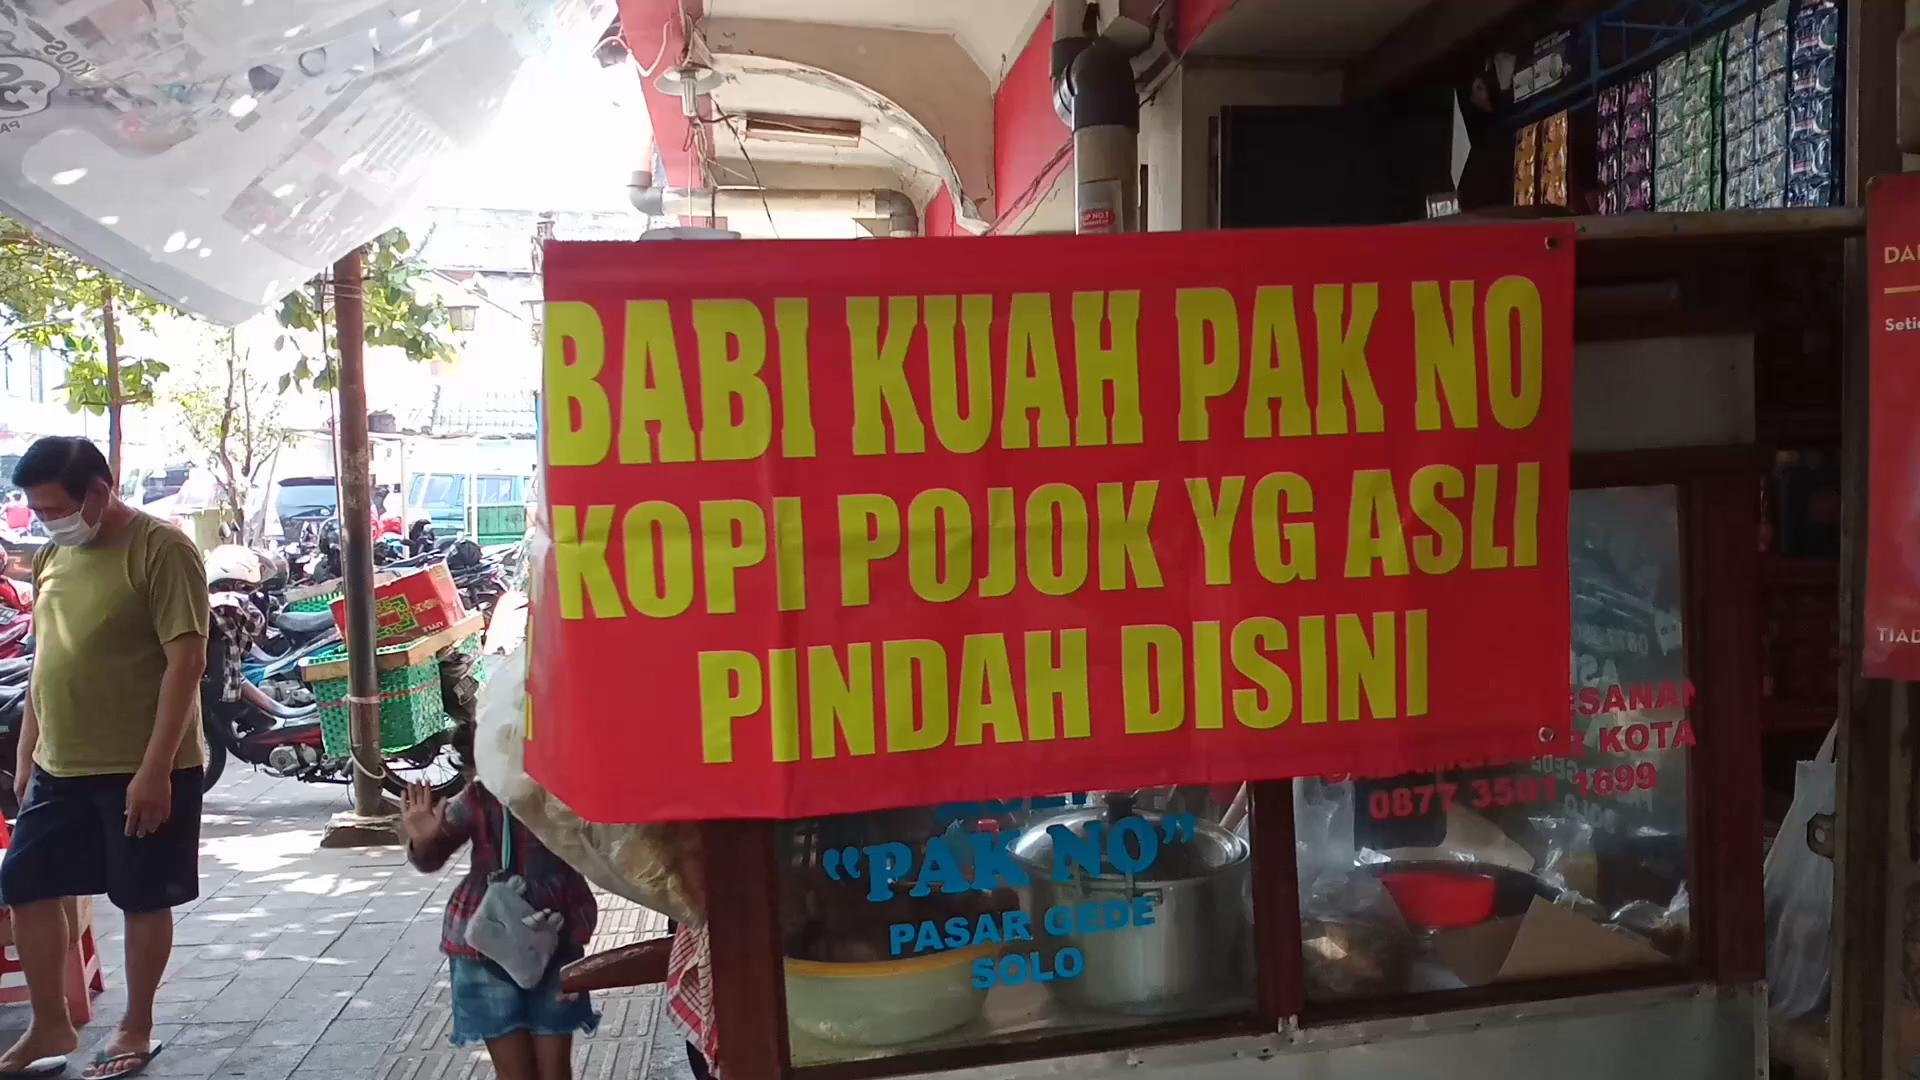 BABI KUAH PAK NO
KOPI POJOK YG ASLI
PINDAH DISINI
"PAK NO"
PASAR GEDE
SOLO
KOTA
0877 3501 1699
KIOS